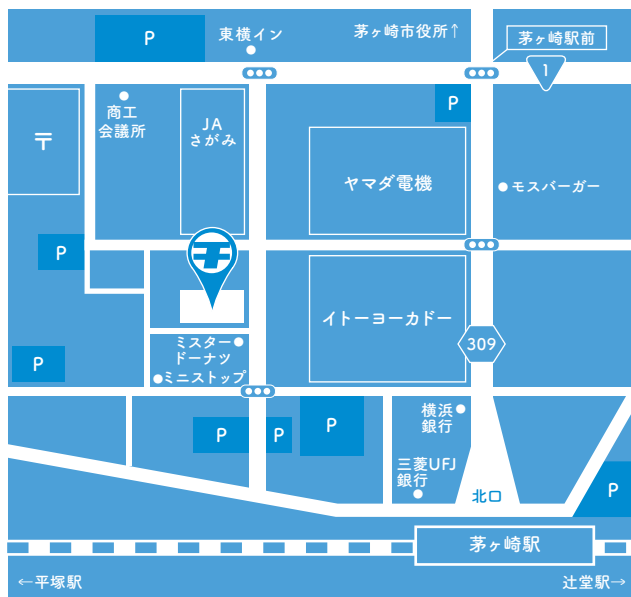 P
東横イン
茅ヶ崎市役所↑
茅ヶ崎駅前
1
商工
会議所
JA
さがみ
P
〒
ヤマダ電機
モスバーガー
P
イトーヨーカドー
309
P
ミスター
ドーナツ
ミニストップ
P
P
P
横浜
銀行
三菱UFJ
銀行
北口
P
茅ヶ崎駅
←平塚駅
辻堂駅→